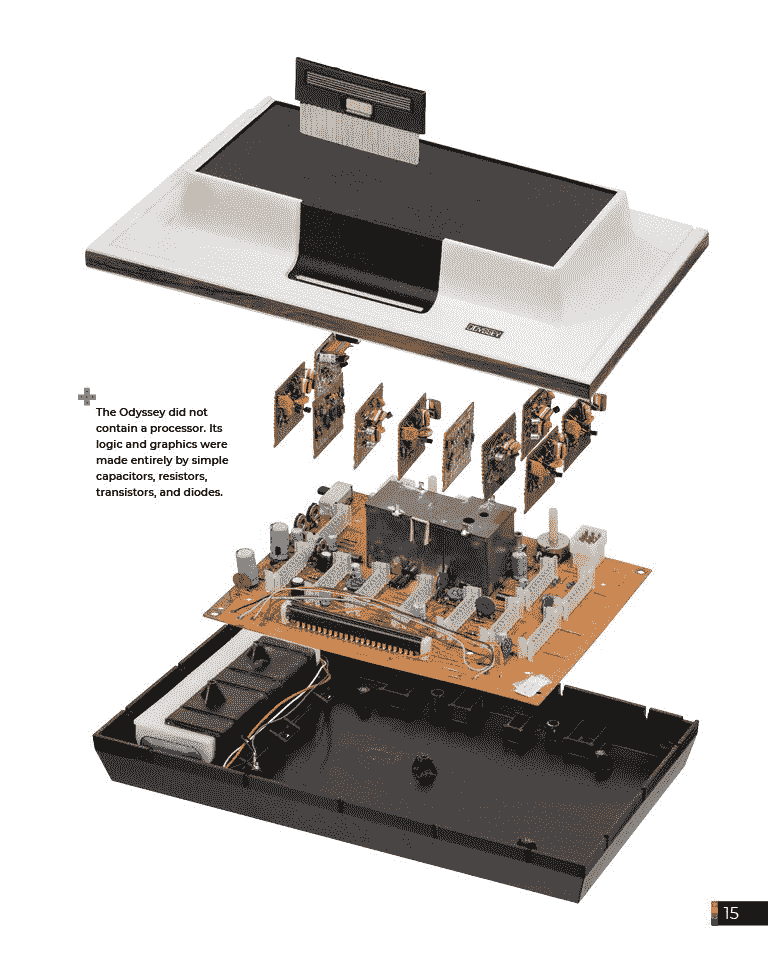 ODYSSEY
The Odyssey did not
contain a processor. Its
logic and graphics were
made entirely by simple
capacitors, resistors,
transistors, and diodes.
15